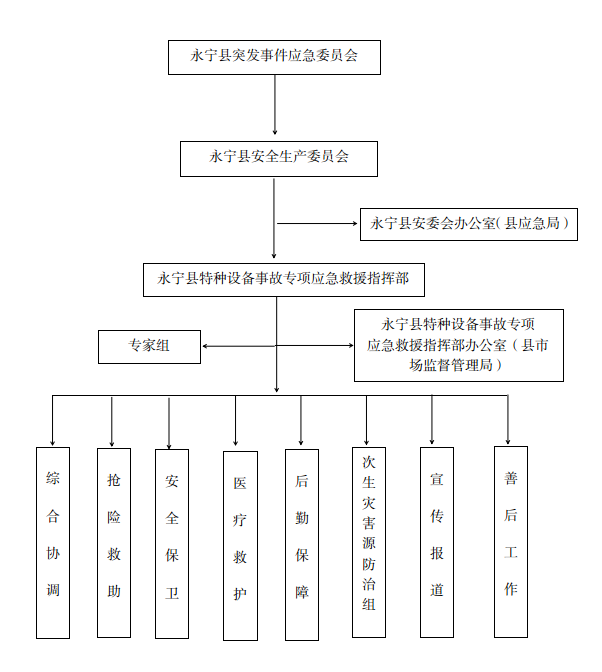 永宁县突发事件应急委员会
永宁县安全生产委员会
永宁县安委会办公室（县应急局）
永宁县特种设备事故专项应急救援指挥部
专家组
永宁县特种设备事故专项
应急救援指挥部办公室（县市
场监督管理局）
综合协调
抢险救助
安全保卫
医疗救护
后勤保障
次生灾害源防治组
宣传报道
善后工作